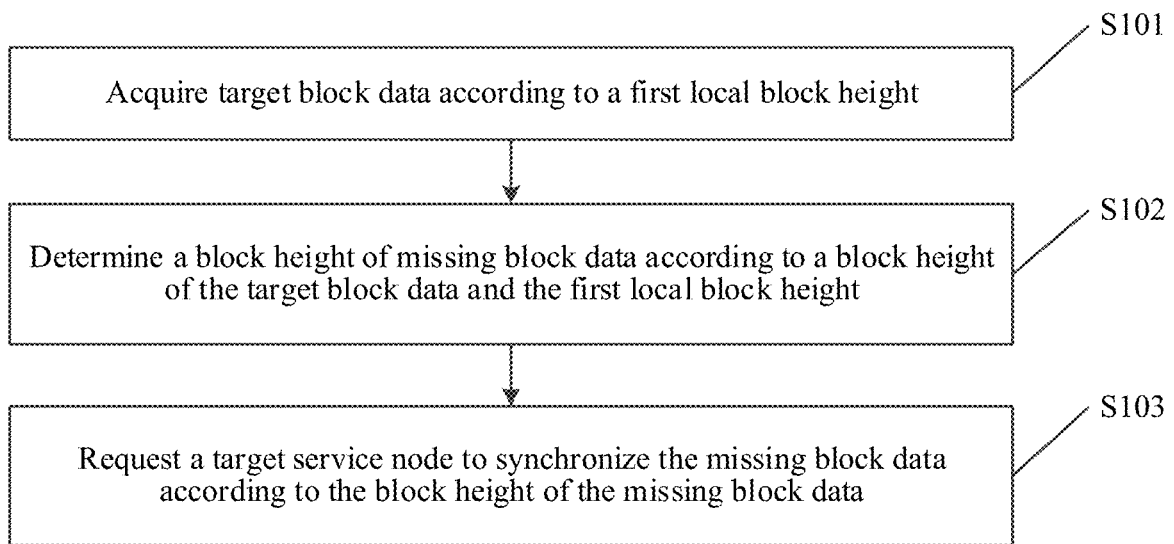 S101
Acquire target block data according to a first local block height
S102
Determine a block height of missing block data according to a block height
of the target block data and the first local block height
S103
Request a target service node to synchronize the missing block data
according to the block height of the missing block data